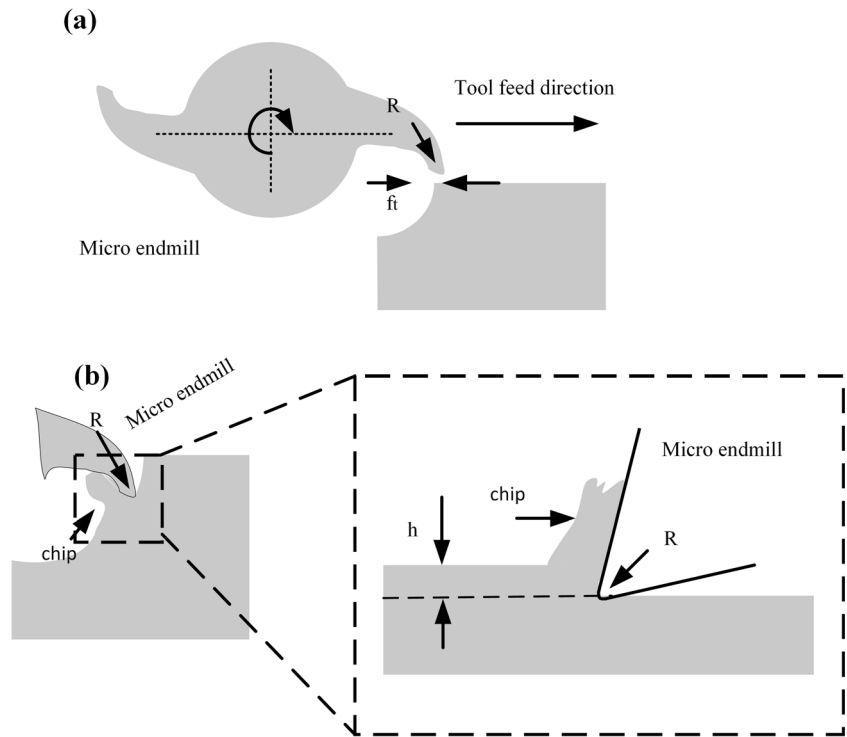 (a)
R
Tool feed direction
ft
Micro endmill
(b)
Micro endmill
R
chip
Micro endmill
chip
h
R